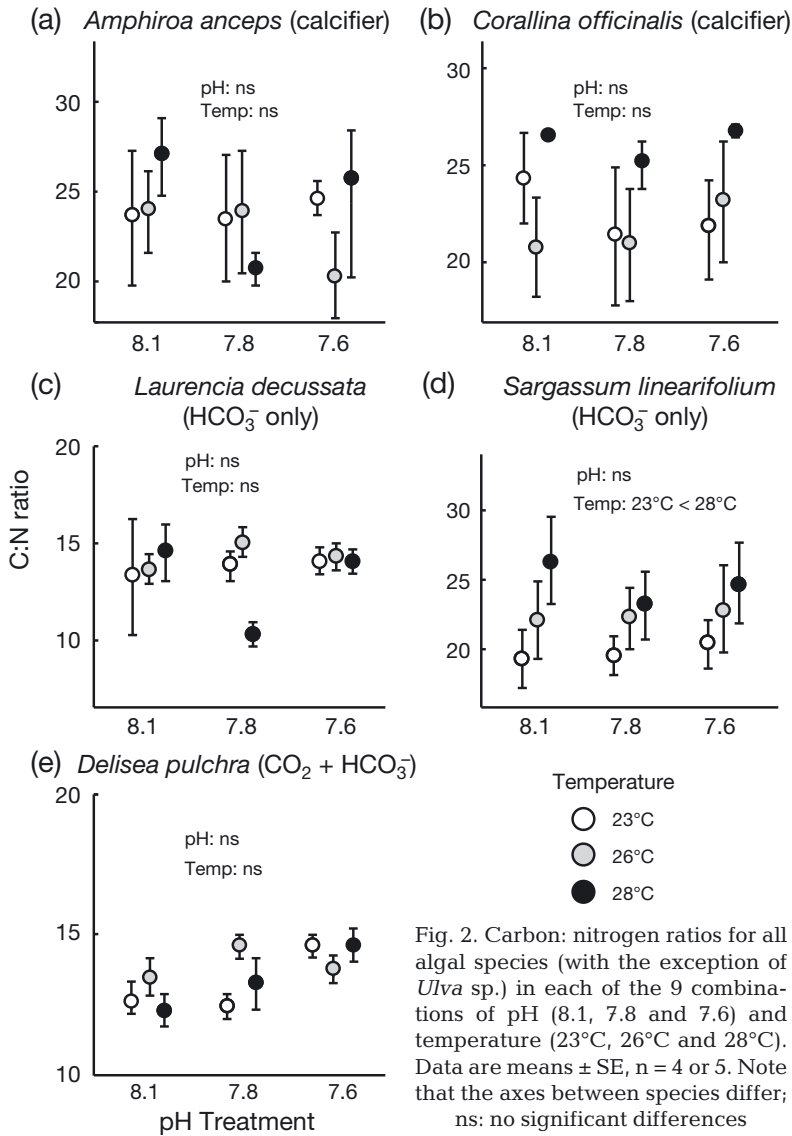 (a) Amphiroa anceps (calcifier)
30
25
20
pH: ns
Temp: ns
8.1 7.8 7.6
(b) Corallina officinalis (calcifier)
30
25
20
pH: ns
Temp: ns
8.1 7.8 7.6
(c) Laurencia decussata
(HCO₃⁻ only)
20
15
10
pH: ns
Temp: ns
8.1 7.8 7.6
C:N ratio
(d) Sargassum linearifolium
(HCO₃⁻ only)
30
25
20
pH: ns
Temp: 23°C < 28°C
8.1 7.8 7.6
(e) Delisea pulchra (CO₂ + HCO₃⁻)
20
15
10
pH: ns
Temp: ns
8.1 7.8 7.6
pH Treatment
Temperature
23°C
26°C
28°C
Fig. 2. Carbon: nitrogen ratios for all
algal species (with the exception of
Ulva sp.) in each of the 9 combina-
tions of pH (8.1, 7.8 and 7.6) and
temperature (23°C, 26°C and 28°C).
Data are means ± SE, n = 4 or 5. Note
that the axes between species differ;
ns: no significant differences